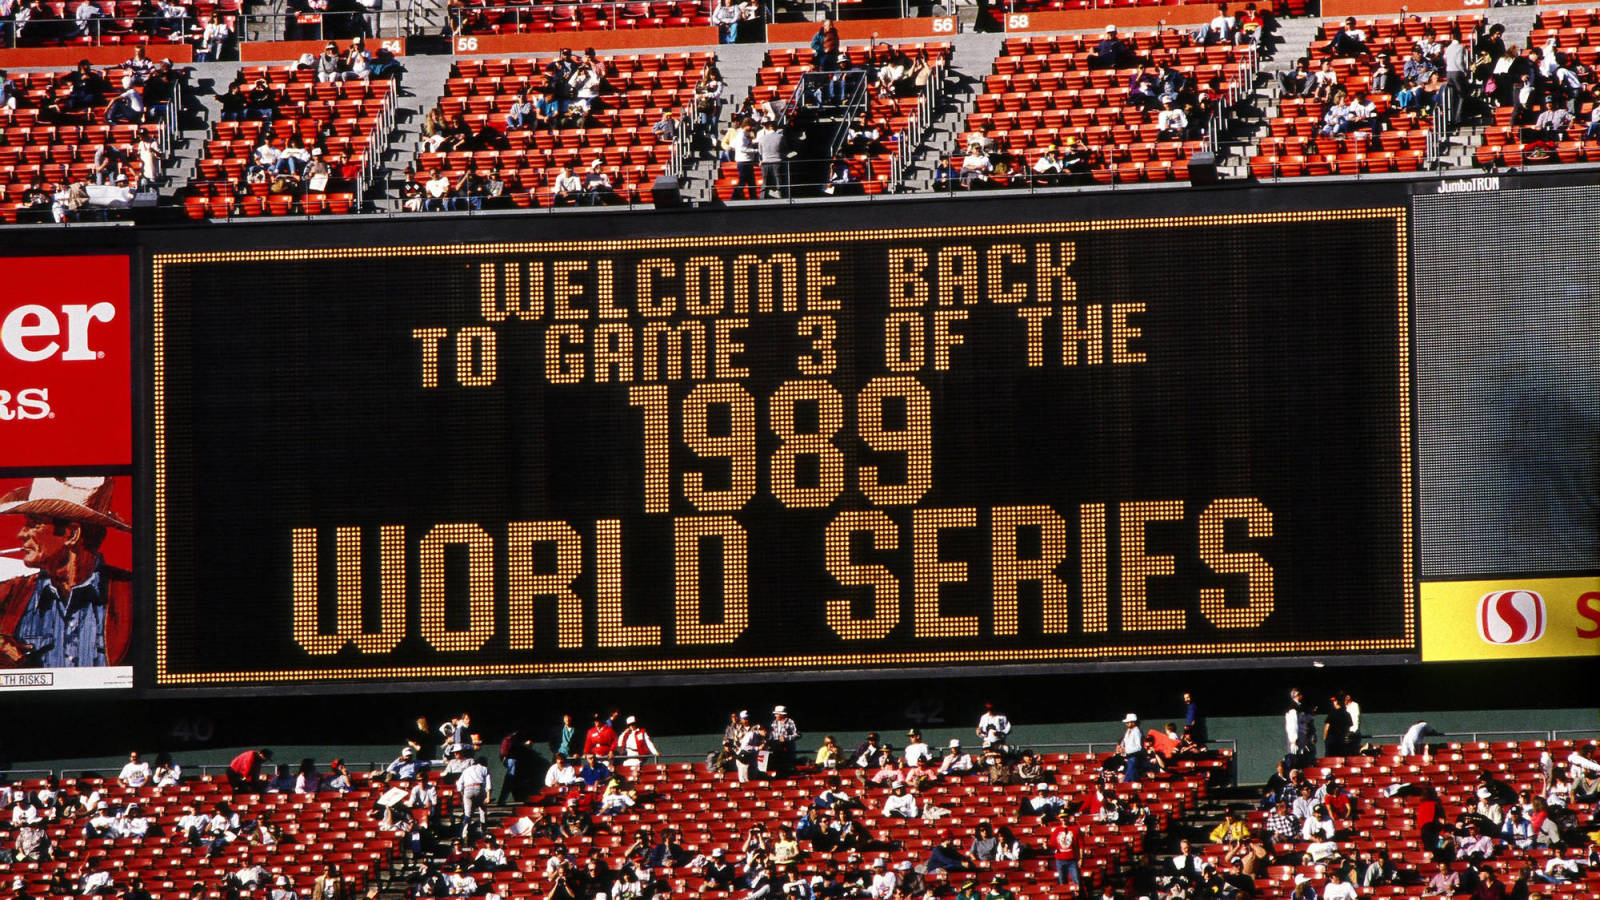 54
56
56
58
JumboTRON
er
RS.
WELCOME BACK
TO GAME 3 OF THE
1989
WORLD SERIES
S
TH RISKS.
40
42